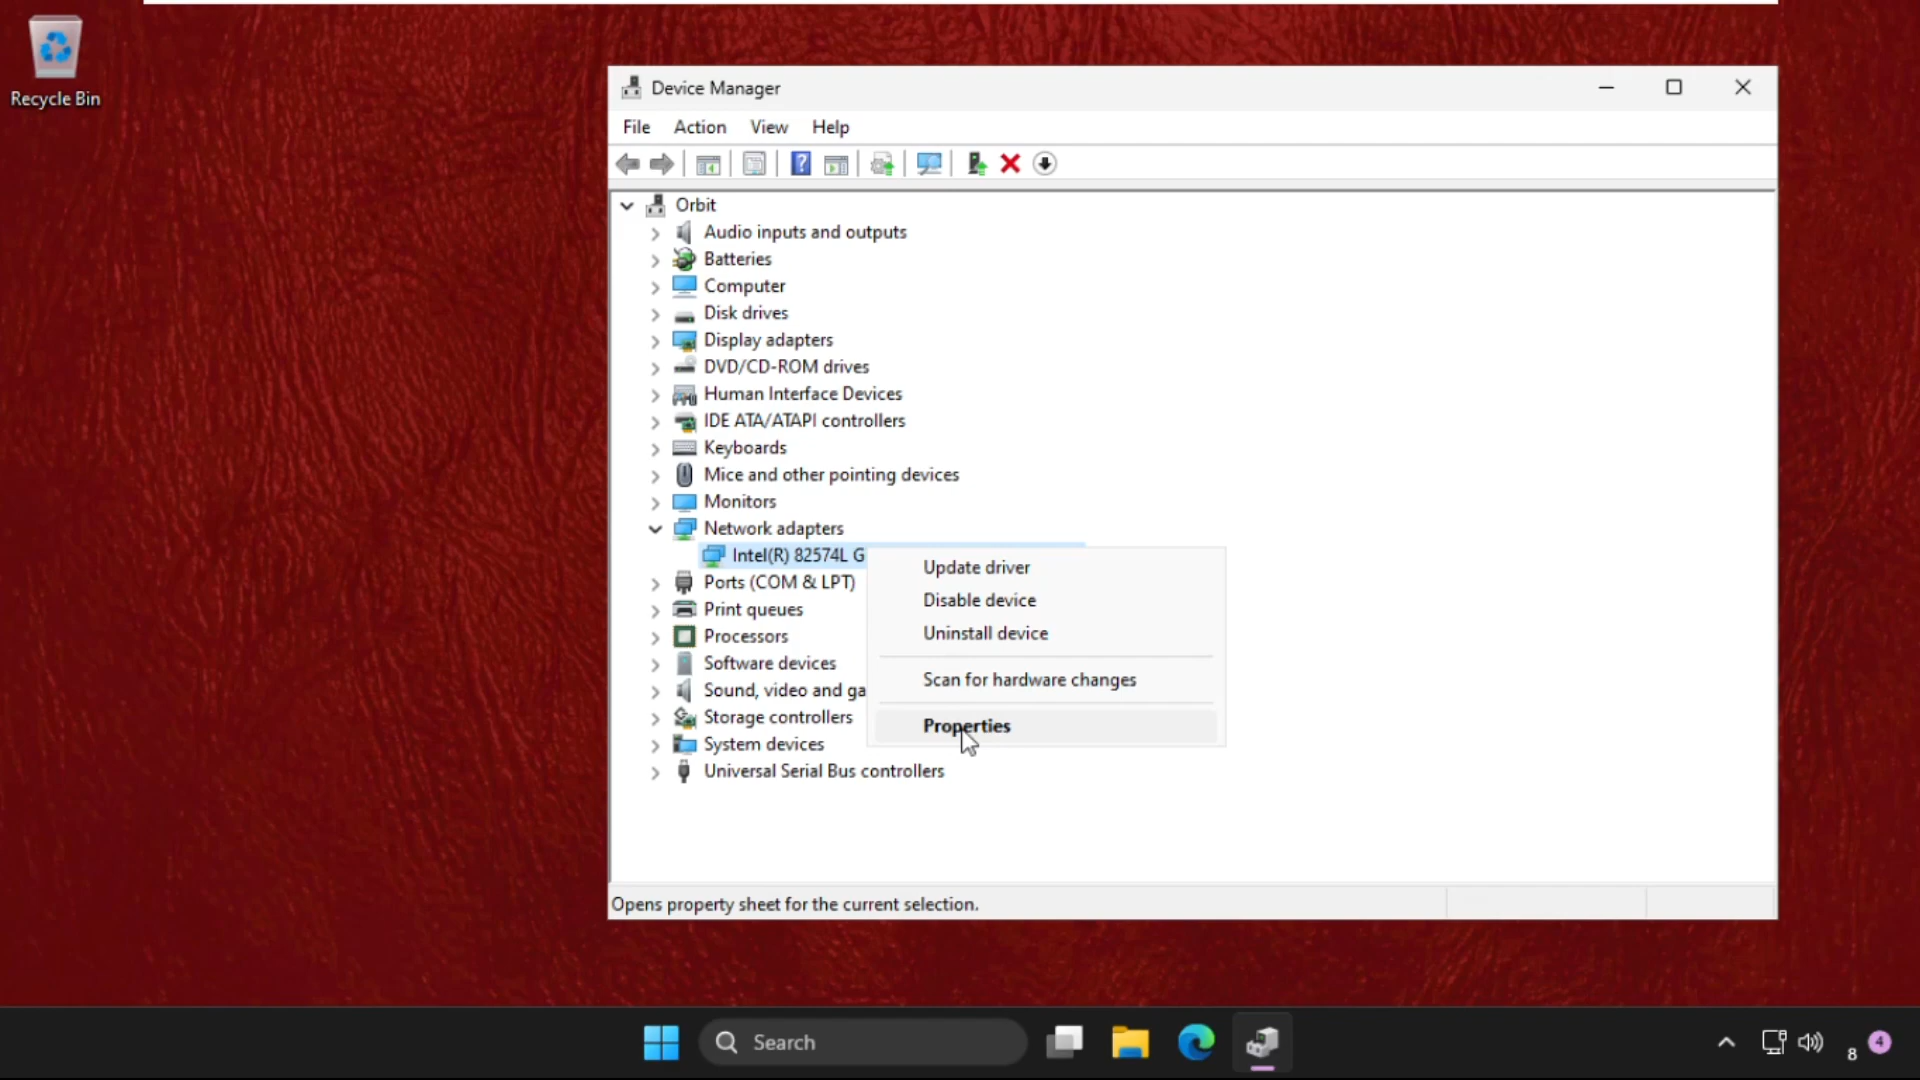 Recycle Bin
Device Manager
File Action View Help
Orbit
Audio inputs and outputs
Batteries
Computer
Disk drives
Display adapters
DVD/CD-ROM drives
Human Interface Devices
IDE ATA/ATAPI controllers
Keyboards
Mice and other pointing devices
Monitors
Network adapters
Intel(R) 82574L G
Ports (COM & LPT)
Print queues
Processors
Software devices
Sound, video and ga
Storage controllers
System devices
Universal Serial Bus controllers
Update driver
Disable device
Uninstall device
Scan for hardware changes
Properties
Opens property sheet for the current selection.
Search
8
4